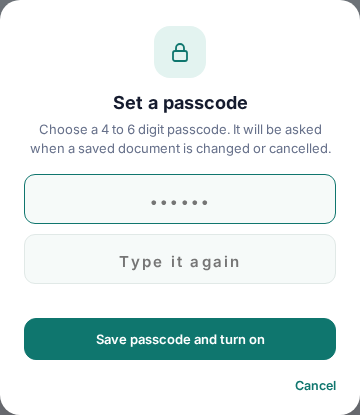 Set a passcode
Choose a 4 to 6 digit passcode. It will be asked
when a saved document is changed or cancelled.
••••••
Type it again
Save passcode and turn on
Cancel